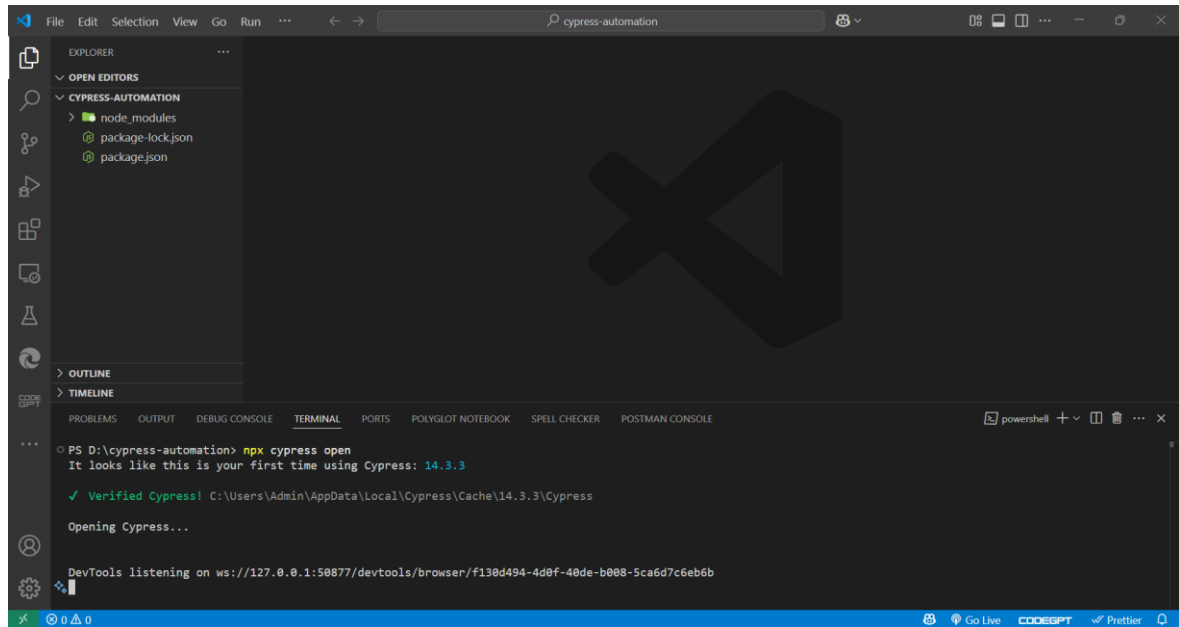 File Edit Selection View Go Run ··· cypress-automation
EXPLORER ···
OPEN EDITORS
CYPRESS-AUTOMATION
node_modules
package-lock.json
package.json
OUTLINE
TIMELINE
CODE
GPT
PROBLEMS OUTPUT DEBUG CONSOLE TERMINAL PORTS POLYGLOT NOTEBOOK SPELL CHECKER POSTMAN CONSOLE powershell
PS D:\cypress-automation> npx cypress open
It looks like this is your first time using Cypress: 14.3.3
✓ Verified Cypress! C:\Users\Admin\AppData\Local\Cypress\Cache\14.3.3\Cypress
Opening Cypress...
DevTools listening on ws://127.0.0.1:50877/devtools/browser/f130d494-4d0f-40de-b008-5ca6d7c6eb6b
0 0 Go Live CODEGPT Prettier